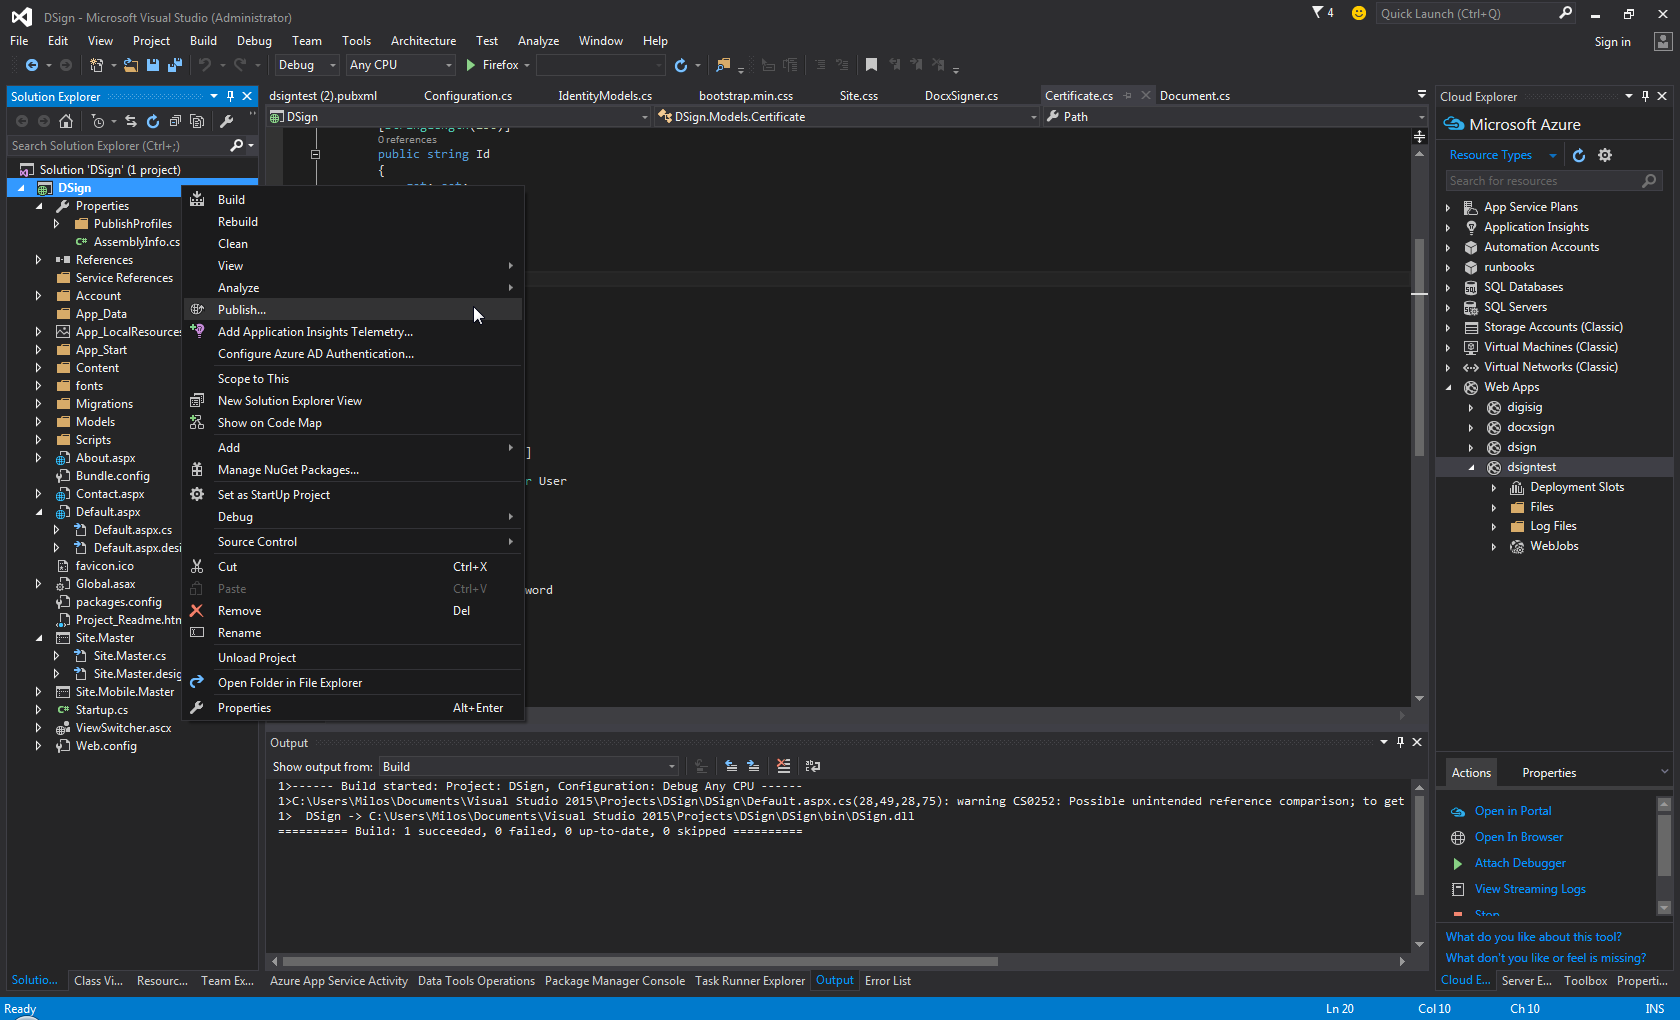 DSign - Microsoft Visual Studio (Administrator)
4
Quick Launch (Ctrl+Q)
File Edit View Project Build Debug Team Tools Architecture Test Analyze Window Help
Sign in
Debug Any CPU Firefox
Solution Explorer
Search Solution Explorer (Ctrl+;)
Solution 'DSign' (1 project)
DSign
Properties
PublishProfiles
C# AssemblyInfo.cs
References
Service References
Account
App_Data
App_LocalResources
App_Start
Content
fonts
Migrations
Models
Scripts
About.aspx
Bundle.config
Contact.aspx
Default.aspx
Default.aspx.cs
Default.aspx.desi
favicon.ico
Global.asax
packages.config
Project_Readme.htn
Site.Master
Site.Master.cs
Site.Master.desig
Site.Mobile.Master
C# Startup.cs
ViewSwitcher.ascx
Web.config
Build
Rebuild
Clean
View
Analyze
Publish...
Add Application Insights Telemetry...
Configure Azure AD Authentication...
Scope to This
New Solution Explorer View
Show on Code Map
Add
Manage NuGet Packages...
Set as StartUp Project
Debug
Source Control
Cut Ctrl+X
Paste Ctrl+V
Remove Del
Rename
Unload Project
Open Folder in File Explorer
Properties Alt+Enter
dsigntest (2).pubxml Configuration.cs IdentityModels.cs bootstrap.min.css Site.css DocxSigner.cs Certificate.cs Document.cs
DSign DSign.Models.Certificate Path
0 references
public string Id
{
]
r User
word
Output
Show output from: Build
1>------ Build started: Project: DSign, Configuration: Debug Any CPU ------
1>C:\Users\Milos\Documents\Visual Studio 2015\Projects\DSign\DSign\Default.aspx.cs(28,49,28,75): warning CS0252: Possible unintended reference comparison; to get
1>  DSign -> C:\Users\Milos\Documents\Visual Studio 2015\Projects\DSign\DSign\bin\DSign.dll
========== Build: 1 succeeded, 0 failed, 0 up-to-date, 0 skipped ==========
Cloud Explorer
Microsoft Azure
Resource Types
Search for resources
App Service Plans
Application Insights
Automation Accounts
runbooks
SQL Databases
SQL Servers
Storage Accounts (Classic)
Virtual Machines (Classic)
Virtual Networks (Classic)
Web Apps
digisig
docxsign
dsign
dsigntest
Deployment Slots
Files
Log Files
WebJobs
Actions Properties
Open in Portal
Open In Browser
Attach Debugger
View Streaming Logs
Stop
What do you like about this tool?
What don't you like or feel is missing?
Solutio... Class Vi... Resourc... Team Ex... Azure App Service Activity Data Tools Operations Package Manager Console Task Runner Explorer Output Error List Cloud E... Server E... Toolbox Properti...
Ready Ln 20 Col 10 Ch 10 INS